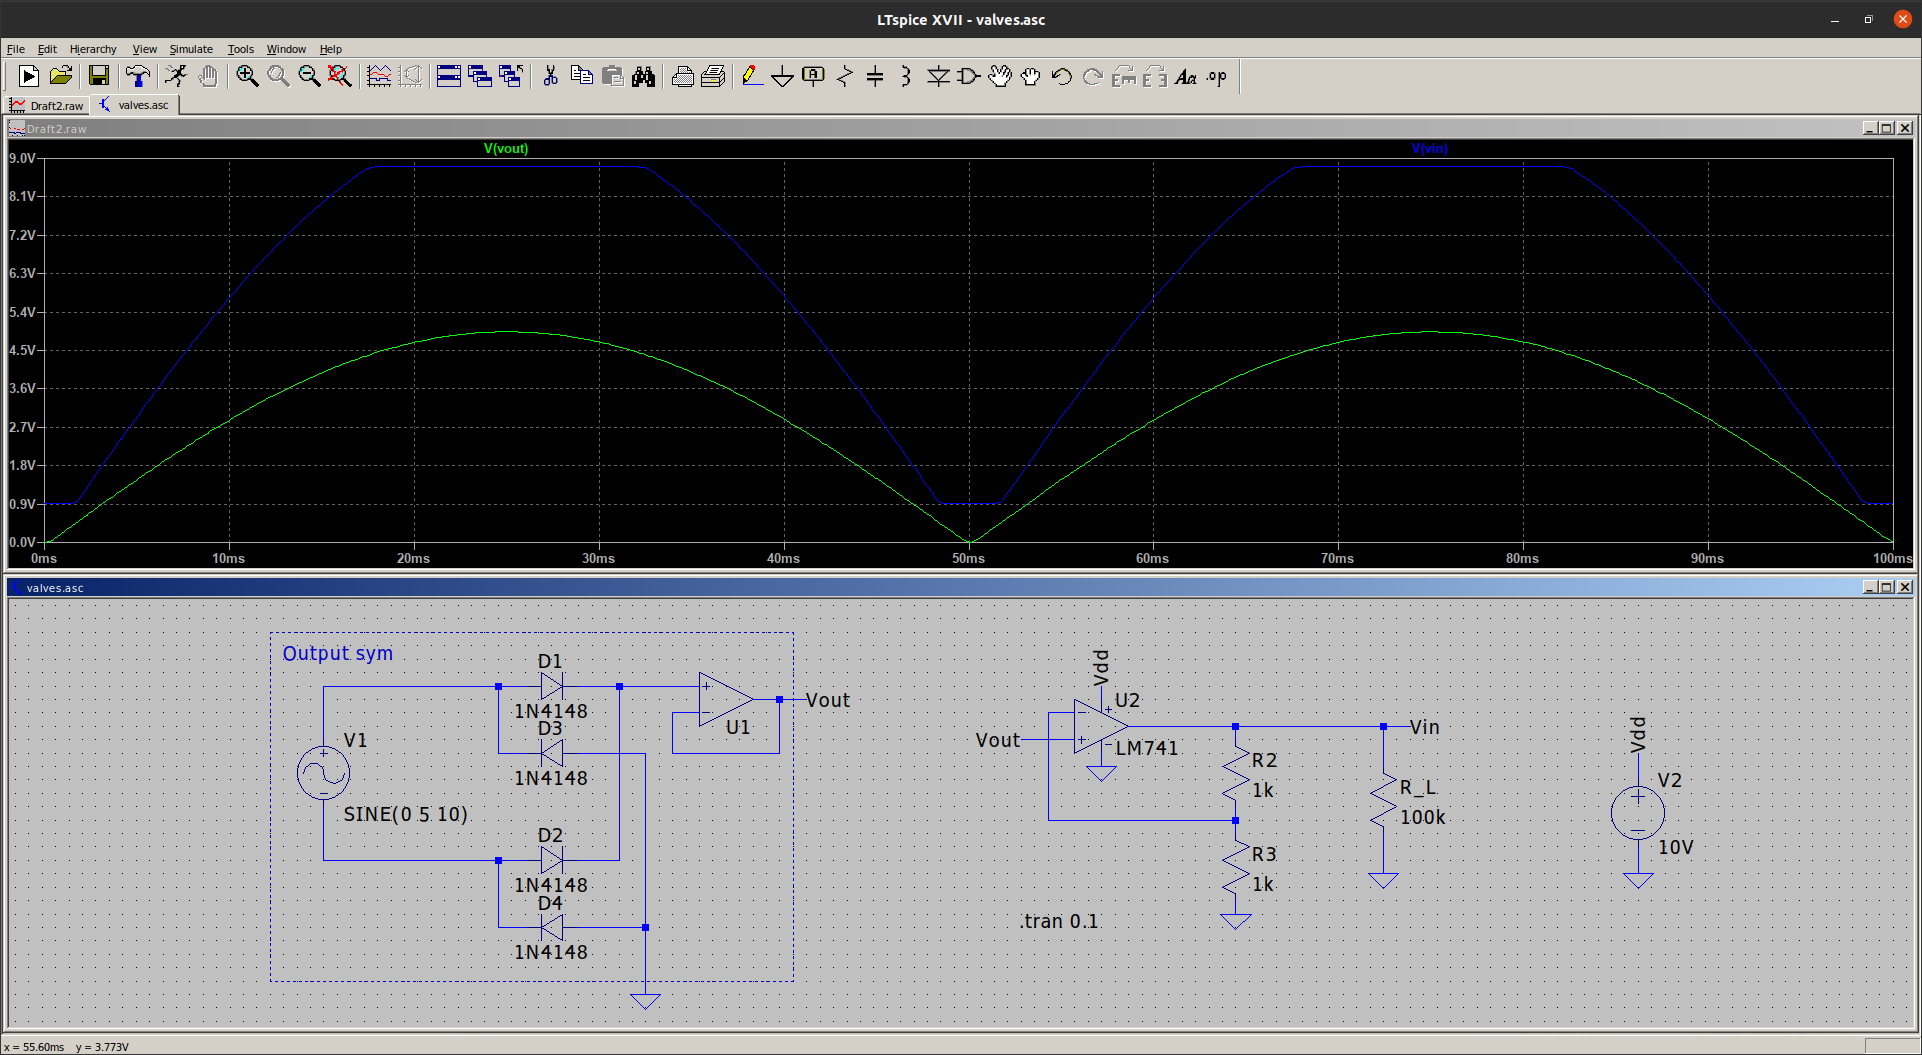 LTspice XVII - valves.asc
File Edit Hierarchy View Simulate Tools Window Help
.op
Draft2.raw valves.asc
Draft2.raw
V(vout) V(vin)
9.0V
8.1V
7.2V
6.3V
5.4V
4.5V
3.6V
2.7V
1.8V
0.9V
0.0V
0ms 10ms 20ms 30ms 40ms 50ms 60ms 70ms 80ms 90ms 100ms
valves.asc
Output sym
D1
1N4148
D3
1N4148
V1
SINE(0 5 10)
D2
1N4148
D4
1N4148
U1
Vout
Vdd
U2
LM741
Vout
Vin
R2
1k
R3
1k
R_L
100k
.tran 0.1
Vdd
V2
10V
x = 55.60ms y = 3.773V